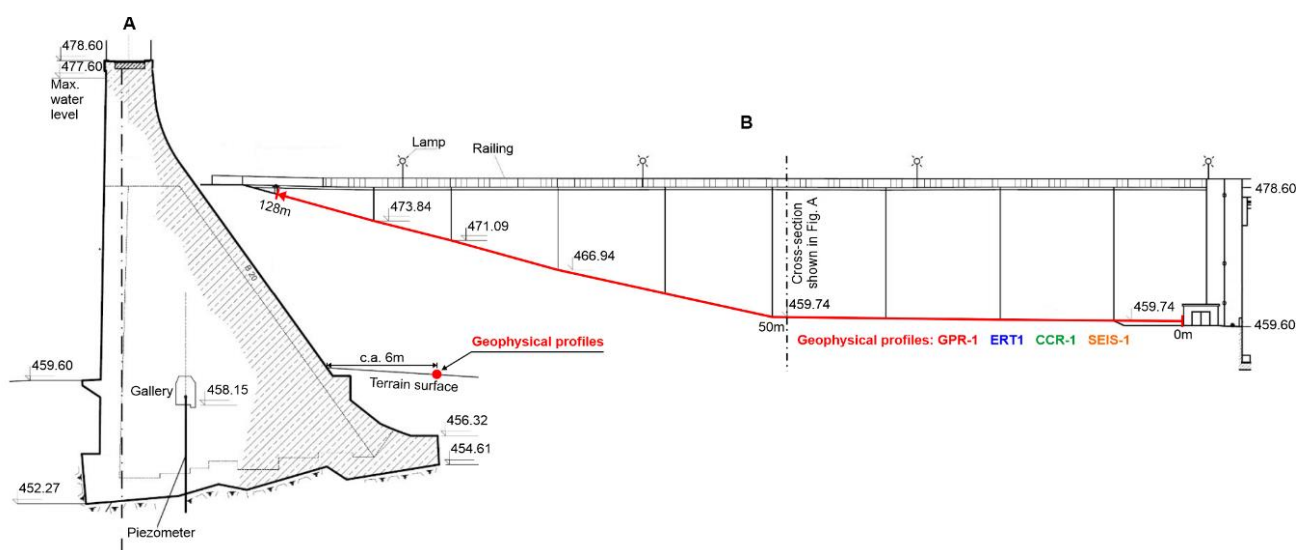 A
478.60
477.60
Max.
water
level
B 20
Geophysical profiles
c.a. 6m
Terrain surface
459.60
Gallery
458.15
456.32
454.61
452.27
Piezometer
B
Lamp
Railing
478.60
128m
473.84
471.09
466.94
Cross-section
shown in Fig. A
459.74
459.74
50m
0m
459.60
Geophysical profiles: GPR-1 ERT1 CCR-1 SEIS-1